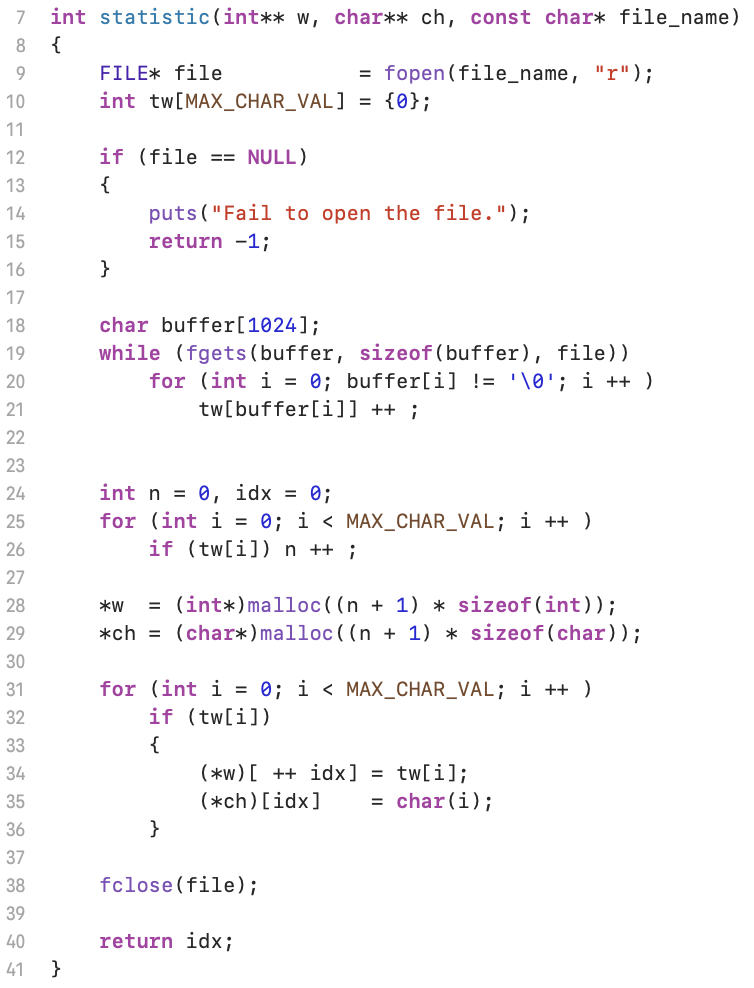 7 int statistic(int** w, char** ch, const char* file_name)
8 {
9     FILE* file           = fopen(file_name, "r");
10     int tw[MAX_CHAR_VAL] = {0};
11
12     if (file == NULL)
13     {
14         puts("Fail to open the file.");
15         return -1;
16     }
17
18     char buffer[1024];
19     while (fgets(buffer, sizeof(buffer), file))
20         for (int i = 0; buffer[i] != '\0'; i ++ )
21             tw[buffer[i]] ++ ;
22
23
24     int n = 0, idx = 0;
25     for (int i = 0; i < MAX_CHAR_VAL; i ++ )
26         if (tw[i]) n ++ ;
27
28     *w  = (int*)malloc((n + 1) * sizeof(int));
29     *ch = (char*)malloc((n + 1) * sizeof(char));
30
31     for (int i = 0; i < MAX_CHAR_VAL; i ++ )
32         if (tw[i])
33         {
34             (*w)[ ++ idx] = tw[i];
35             (*ch)[idx]    = char(i);
36         }
37
38     fclose(file);
39
40     return idx;
41 }